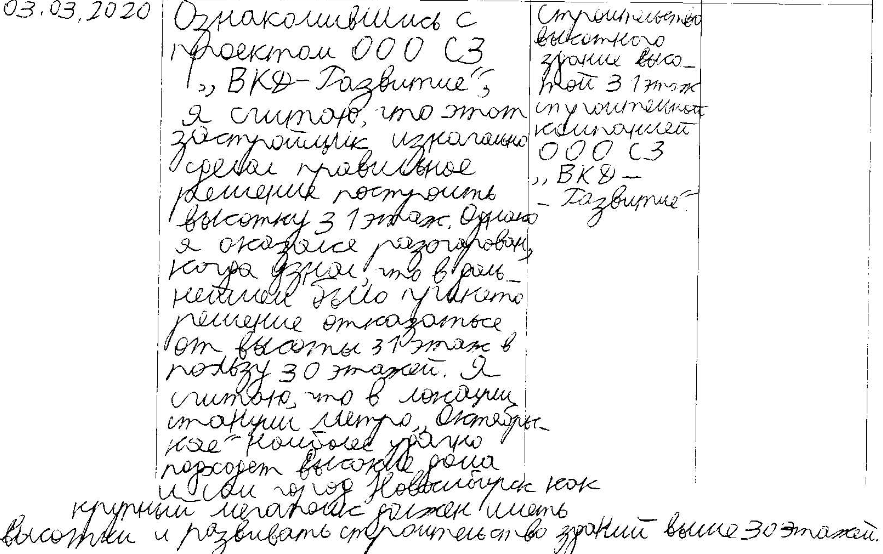 03.03.2020
Ознакомившись с
проектом ООО СЗ
„ВКД-Развитие“,
я считаю, что этот
застройщик изначально
сделал правильное
решение построить
высотку 31 этаж. Однако
я оказался разочарован,
когда узнал, что в даль-
нейшем было принято
решение отказаться
от высоты 31 этаж в
пользу 30 этажей. Я
считаю, что в локации
станции метро „Октябрь-
ская“ наиболее удачно
подходят высокие дома
и сам город Новосибирск как
крупный мегаполис должен иметь
высотки и развивать строительство зданий выше 30 этажей.
Строительство
высотного
здание высо-
той 31 этаж
строительной
компанией
ООО СЗ
„ВКД-
-Развитие“